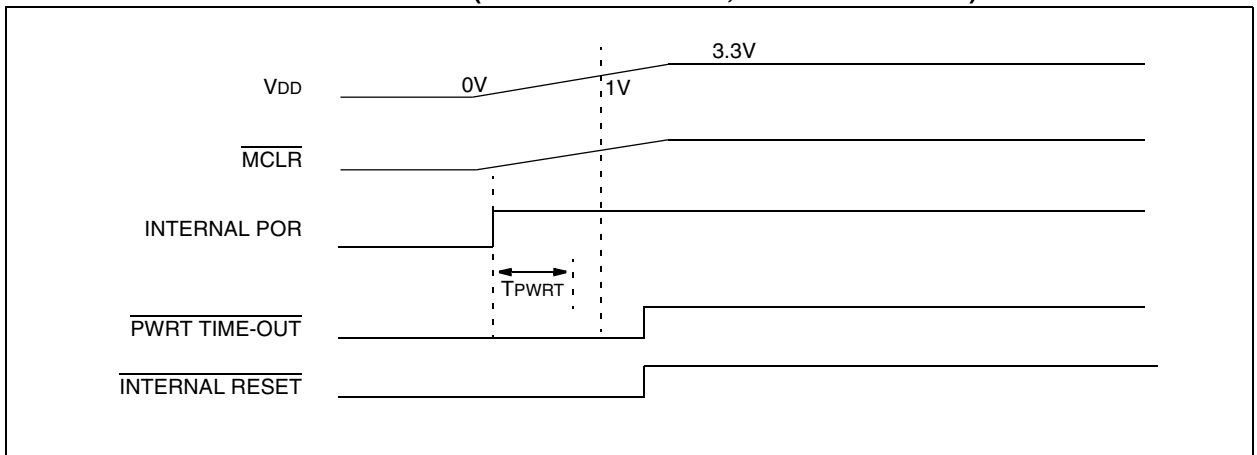 3.3V
VDD
0V
1V
MCLR
INTERNAL POR
TPWRT
PWRT TIME-OUT
INTERNAL RESET